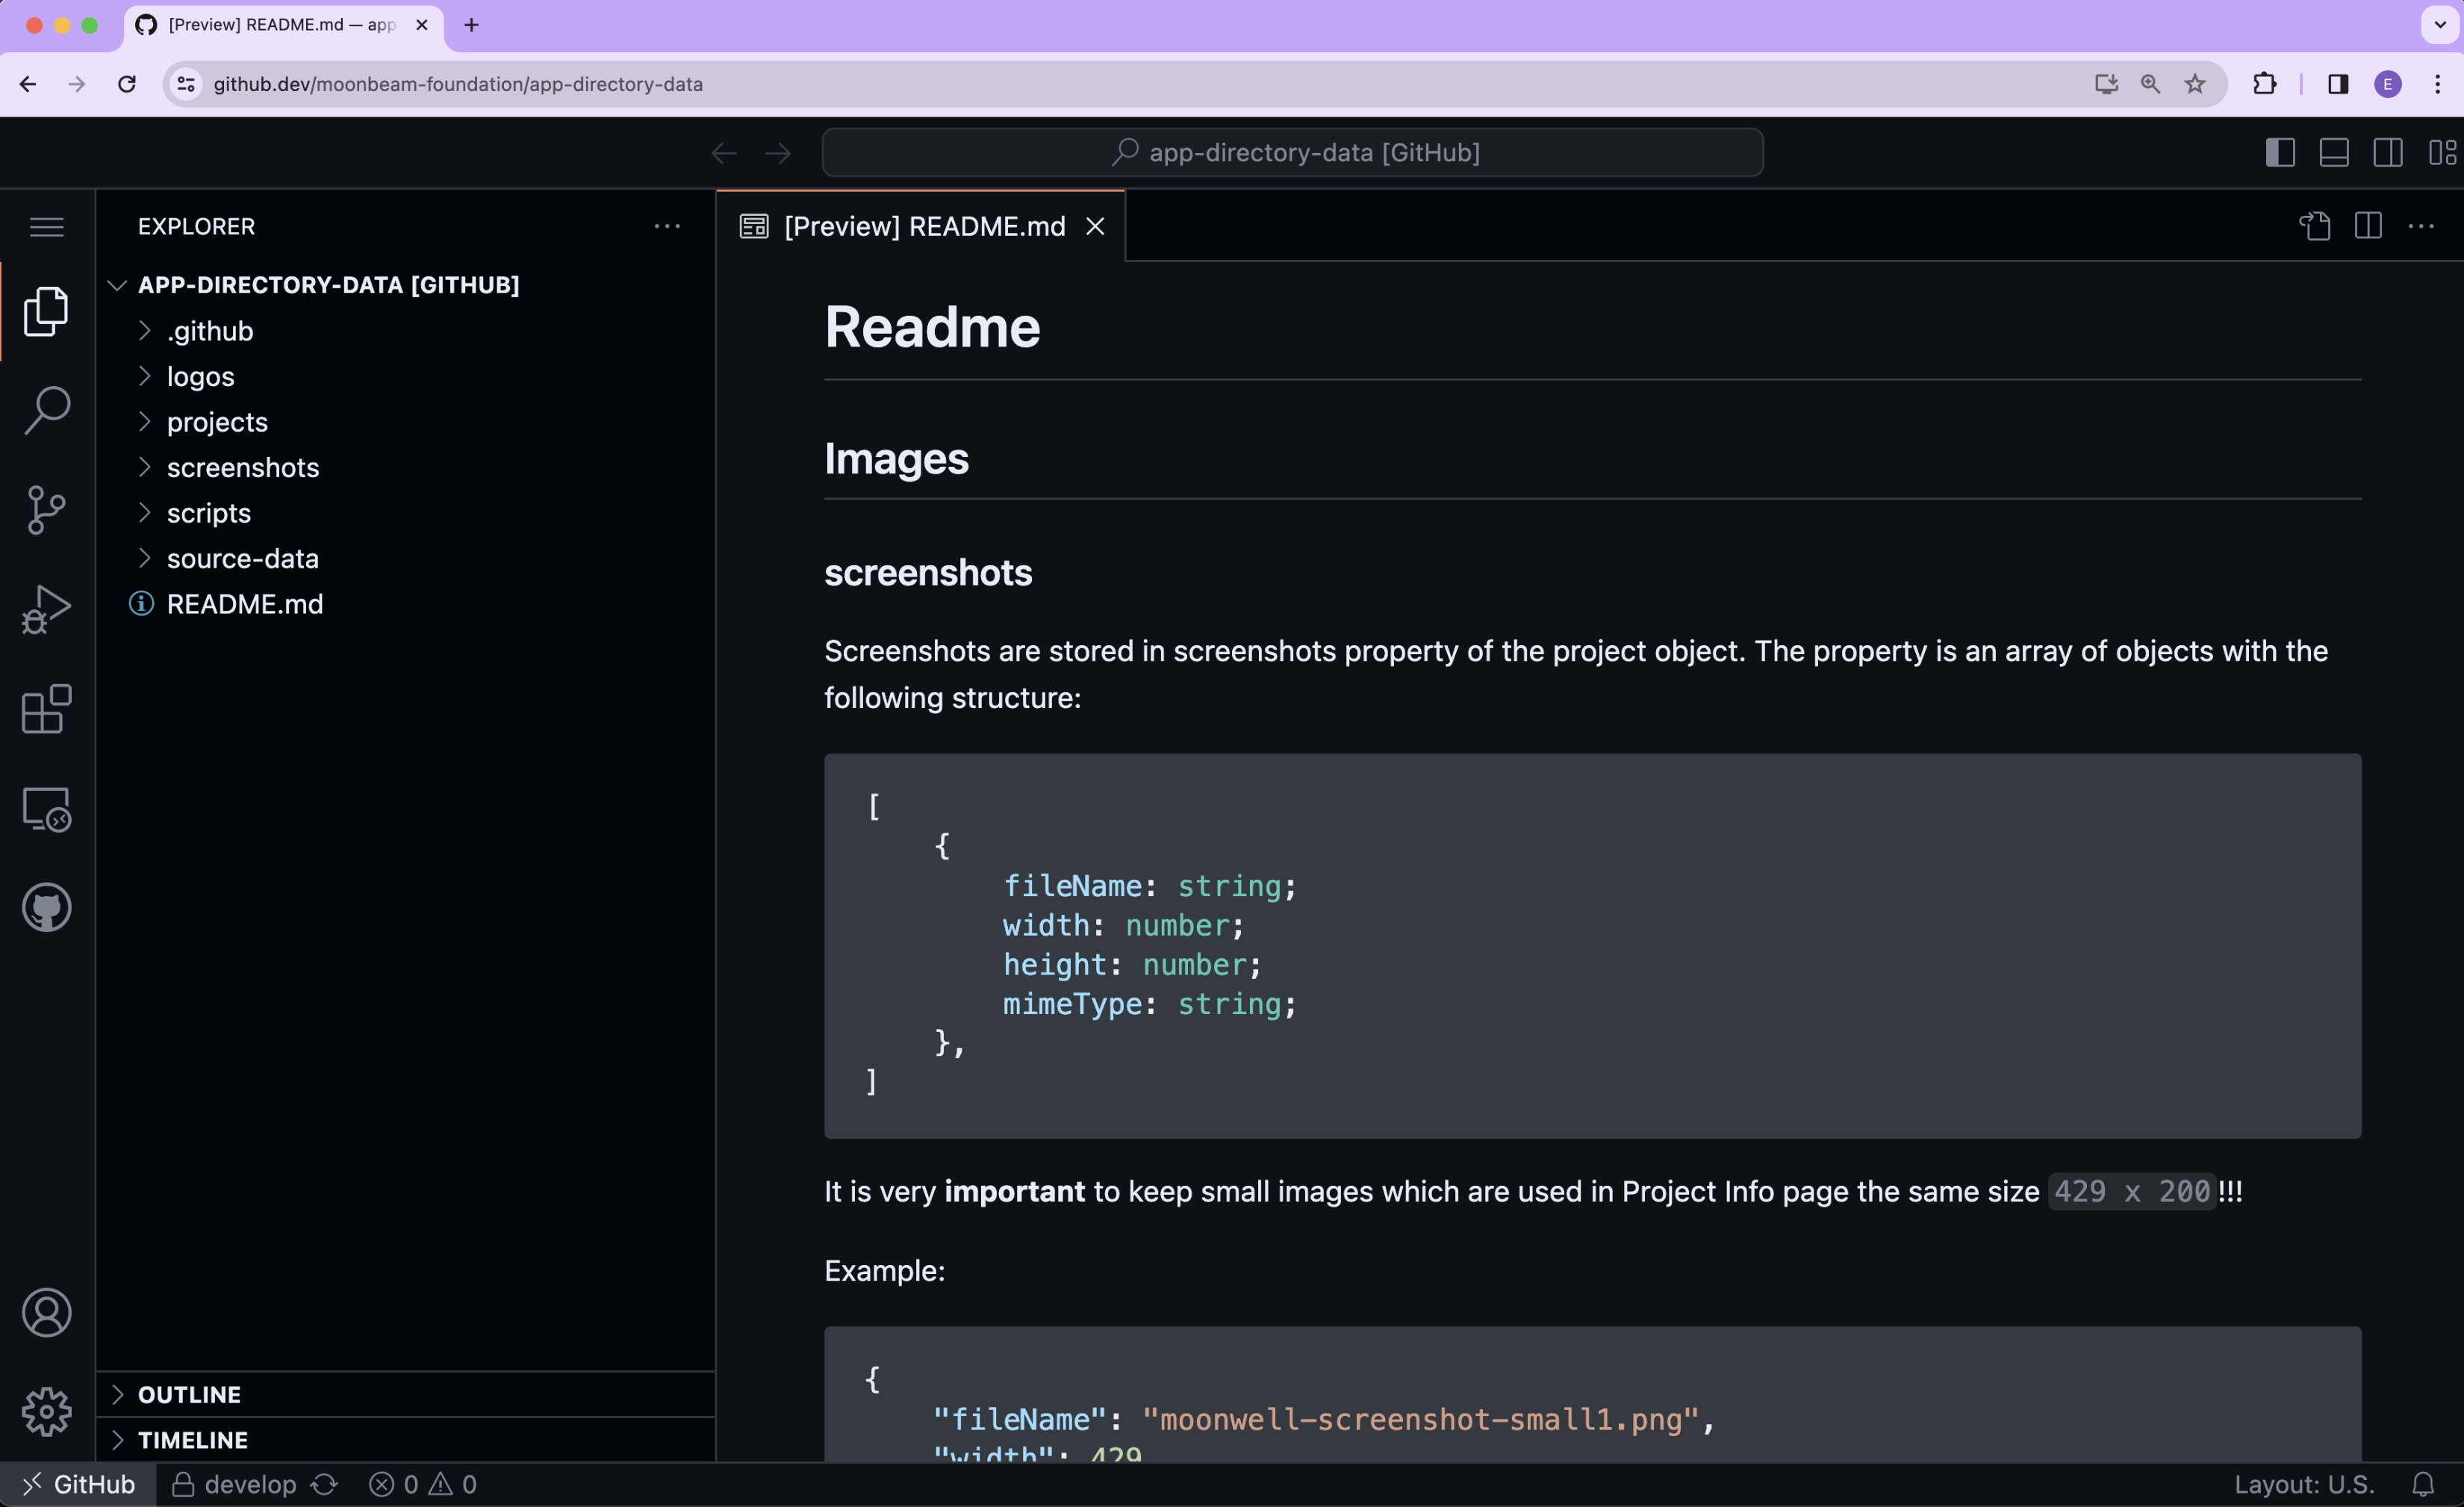 [Preview] README.md — app
github.dev/moonbeam-foundation/app-directory-data
E
app-directory-data [GitHub]
EXPLORER
APP-DIRECTORY-DATA [GITHUB]
.github
logos
projects
screenshots
scripts
source-data
README.md
OUTLINE
TIMELINE
[Preview] README.md
Readme
Images
screenshots
Screenshots are stored in screenshots property of the project object. The property is an array of objects with the
following structure:
[
{
fileName: string;
width: number;
height: number;
mimeType: string;
},
]
It is very important to keep small images which are used in Project Info page the same size 429 x 200!!!
Example:
{
"fileName": "moonwell-screenshot-small1.png",
"width": 429
GitHub develop 0 0 Layout: U.S.